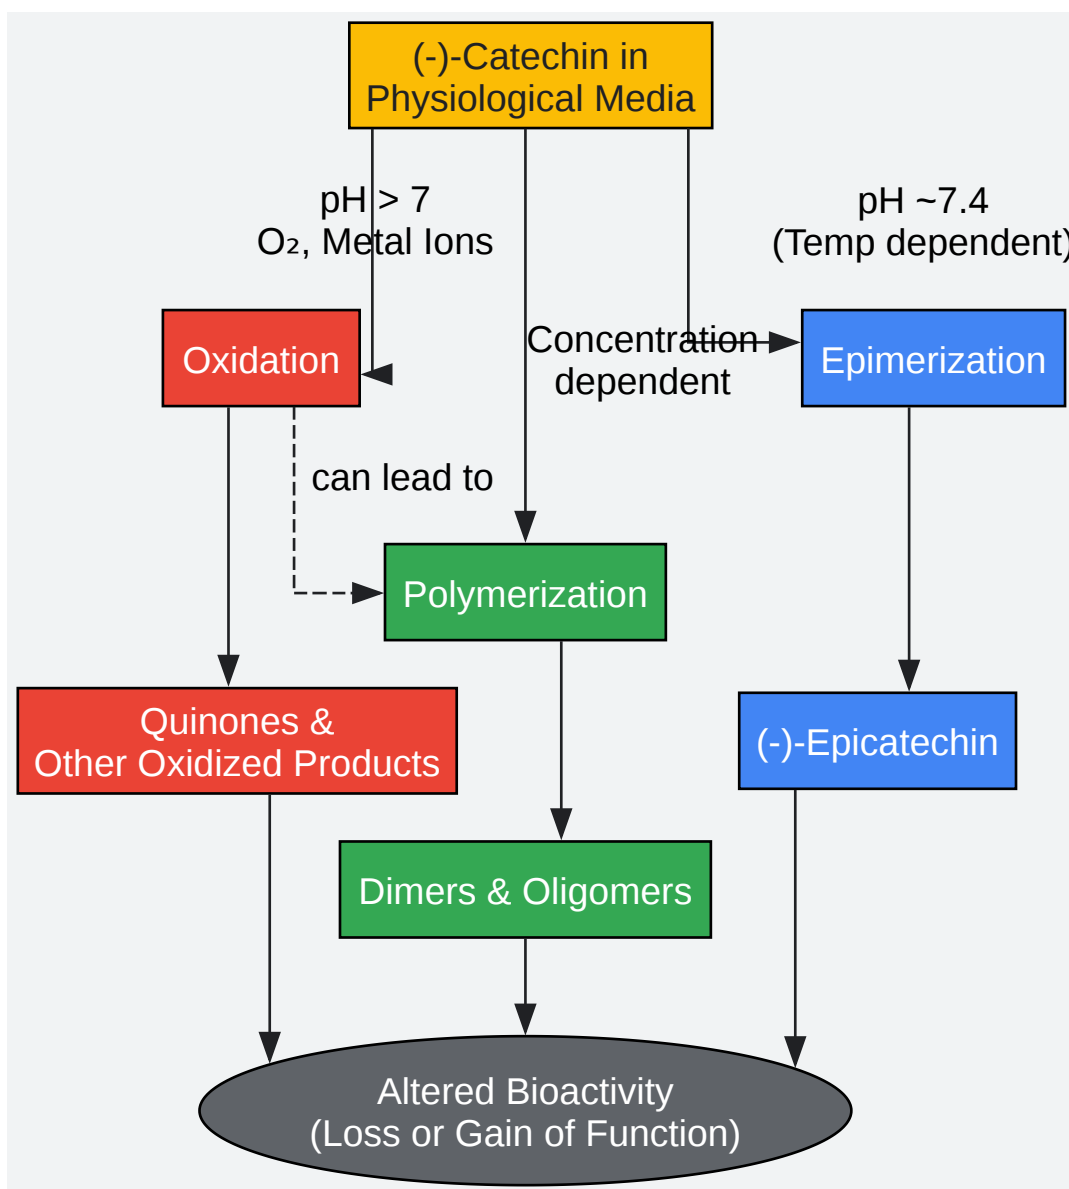 (-)-Catechin in
Physiological Media
pH > 7
O₂, Metal Ions
pH ~7.4
(Temp dependent)
Concentration
dependent
Oxidation
Epimerization
can lead to
Polymerization
Quinones &
Other Oxidized Products
(-)-Epicatechin
Dimers & Oligomers
Altered Bioactivity
(Loss or Gain of Function)